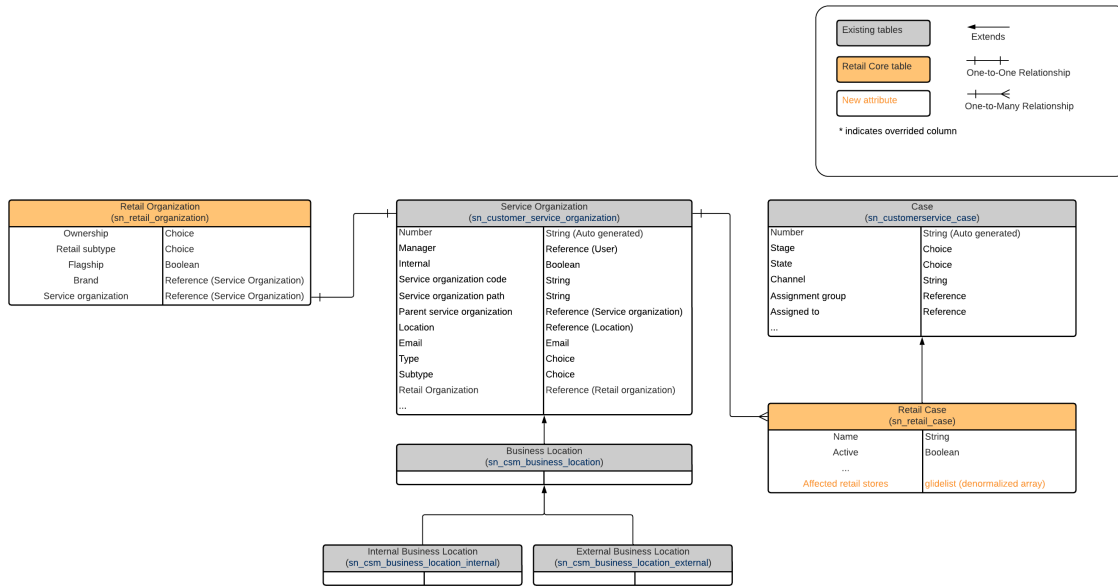 Existing tables
Extends
Retail Core table
One-to-One Relationship
New attribute
One-to-Many Relationship
* indicates overrided column
Retail Organization
(sn_retail_organization)
Ownership Choice
Retail subtype Choice
Flagship Boolean
Brand Reference (Service Organization)
Service organization Reference (Service Organization)
Service Organization
(sn_customer_service_organization)
Number String (Auto generated)
Manager Reference (User)
Internal Boolean
Service organization code String
Service organization path String
Parent service organization Reference (Service organization)
Location Reference (Location)
Email Email
Type Choice
Subtype Choice
Retail Organization Reference (Retail organization)
...
Case
(sn_customerservice_case)
Number String (Auto generated)
Stage Choice
State Choice
Channel String
Assignment group Reference
Assigned to Reference
...
Retail Case
(sn_retail_case)
Name String
Active Boolean
...
Affected retail stores glidelist (denormalized array)
Business Location
(sn_csm_business_location)
Internal Business Location
(sn_csm_business_location_internal)
External Business Location
(sn_csm_business_location_external)